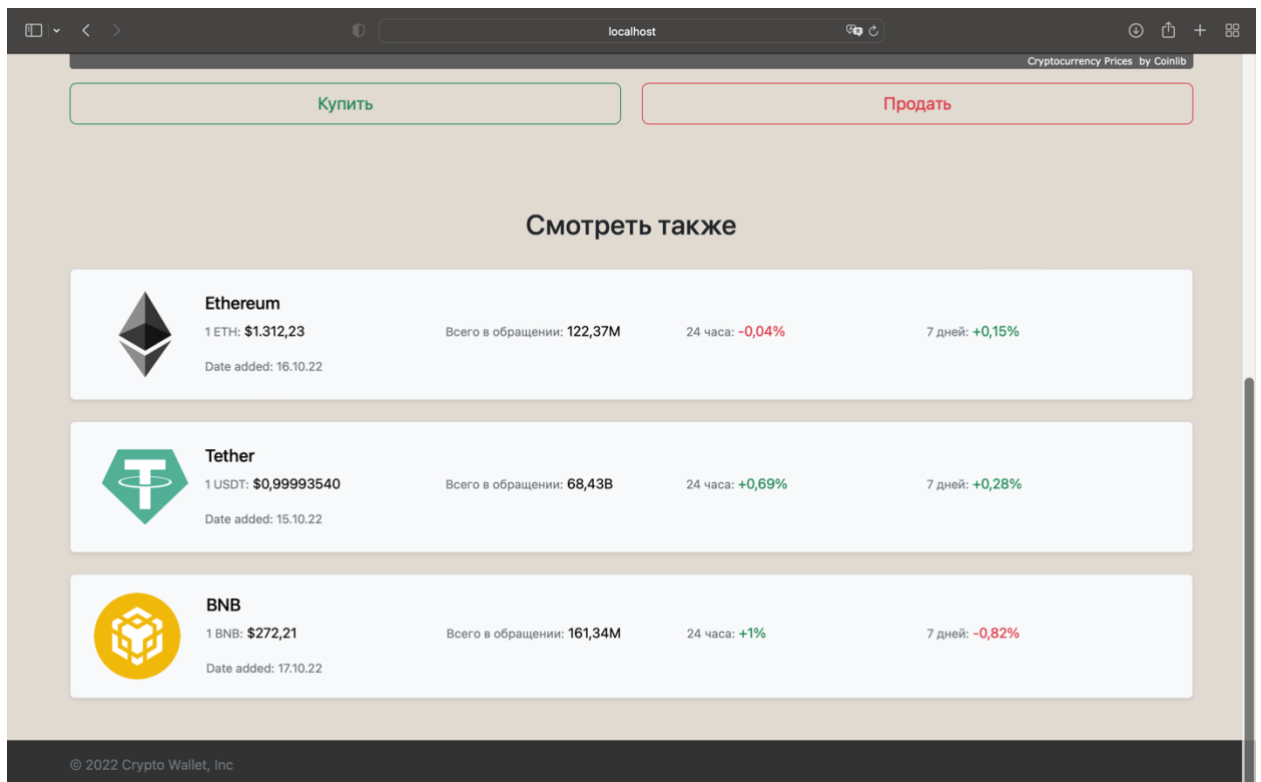 localhost
Cryptocurrency Prices by Coinlib
Купить
Продать
Смотреть также
Ethereum
1 ETH: $1.312,23 Всего в обращении: 122,37M 24 часа: -0,04% 7 дней: +0,15%
Date added: 16.10.22
Tether
1 USDT: $0,99993540 Всего в обращении: 68,43B 24 часа: +0,69% 7 дней: +0,28%
Date added: 15.10.22
BNB
1 BNB: $272,21 Всего в обращении: 161,34M 24 часа: +1% 7 дней: -0,82%
Date added: 17.10.22
© 2022 Crypto Wallet, Inc